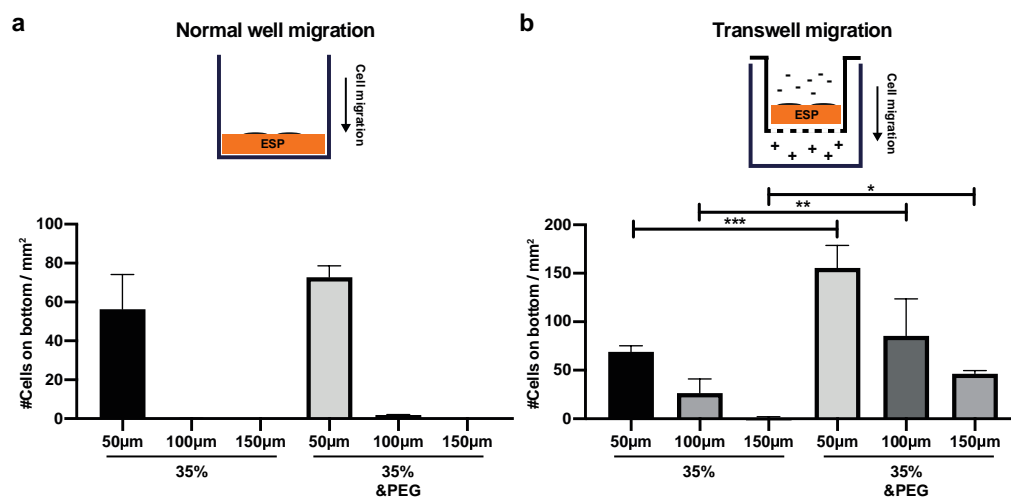 a
Normal well migration
Cell migration
ESP
#Cells on bottom / mm²
100
80
60
40
20
0
50µm 100µm 150µm 50µm 100µm 150µm
35% 35%
&PEG
b
Transwell migration
- - - - - - -
ESP
Cell migration
+ + + + + +
*
**
***
#Cells on bottom / mm²
200
150
100
50
0
50µm 100µm 150µm 50µm 100µm 150µm
35% 35%
&PEG